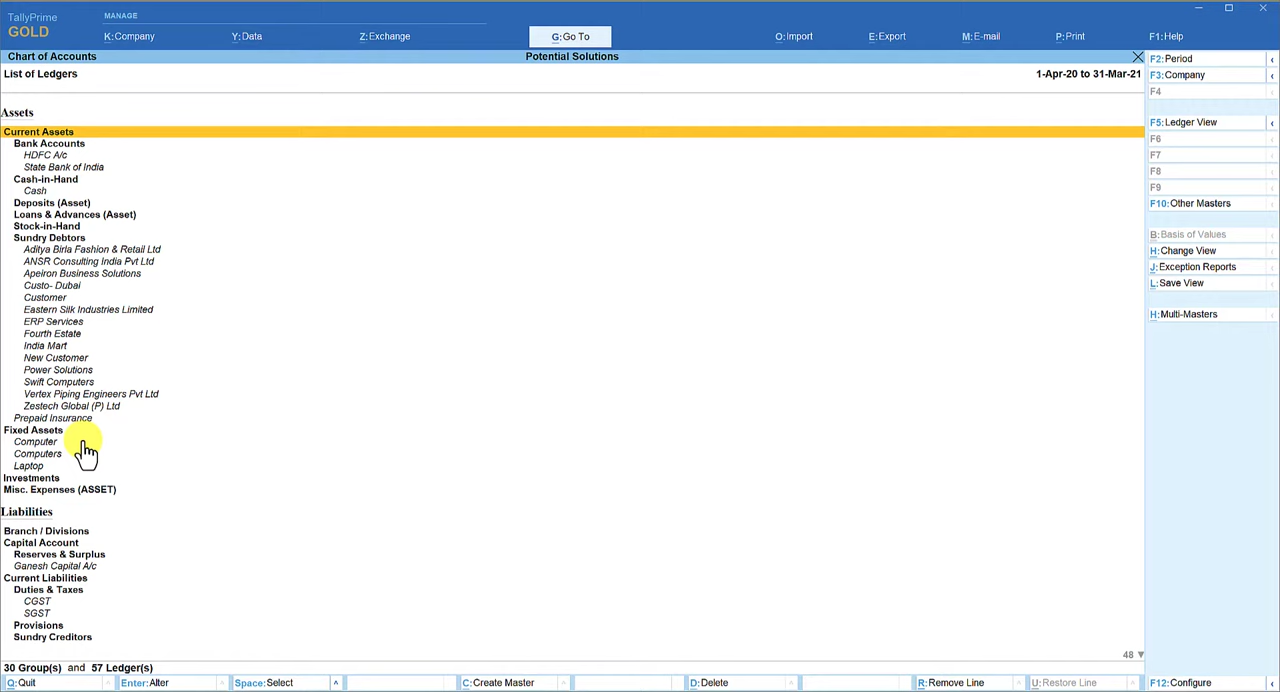 TallyPrime
GOLD
MANAGE
K:Company
Y:Data
Z:Exchange
G:Go To
O:Import
E:Export
M:E-mail
P:Print
F1:Help
Chart of Accounts
Potential Solutions
List of Ledgers
1-Apr-20 to 31-Mar-21
Assets
Current Assets
Bank Accounts
HDFC A/c
State Bank of India
Cash-in-Hand
Cash
Deposits (Asset)
Loans & Advances (Asset)
Stock-in-Hand
Sundry Debtors
Aditya Birla Fashion & Retail Ltd
ANSR Consulting India Pvt Ltd
Apeiron Business Solutions
Custo- Dubai
Customer
Eastern Silk Industries Limited
ERP Services
Fourth Estate
India Mart
New Customer
Power Solutions
Swift Computers
Vertex Piping Engineers Pvt Ltd
Zestech Global (P) Ltd
Prepaid Insurance
Fixed Assets
Computer
Computers
Laptop
Investments
Misc. Expenses (ASSET)
Liabilities
Branch / Divisions
Capital Account
Reserves & Surplus
Ganesh Capital A/c
Current Liabilities
Duties & Taxes
CGST
SGST
Provisions
Sundry Creditors
48
30 Group(s) and 57 Ledger(s)
F2:Period
F3:Company
F4
F5:Ledger View
F6
F7
F8
F9
F10:Other Masters
B:Basis of Values
H:Change View
J:Exception Reports
L:Save View
H:Multi-Masters
Q:Quit
Enter:Alter
Space:Select
C:Create Master
D:Delete
R:Remove Line
U:Restore Line
F12:Configure